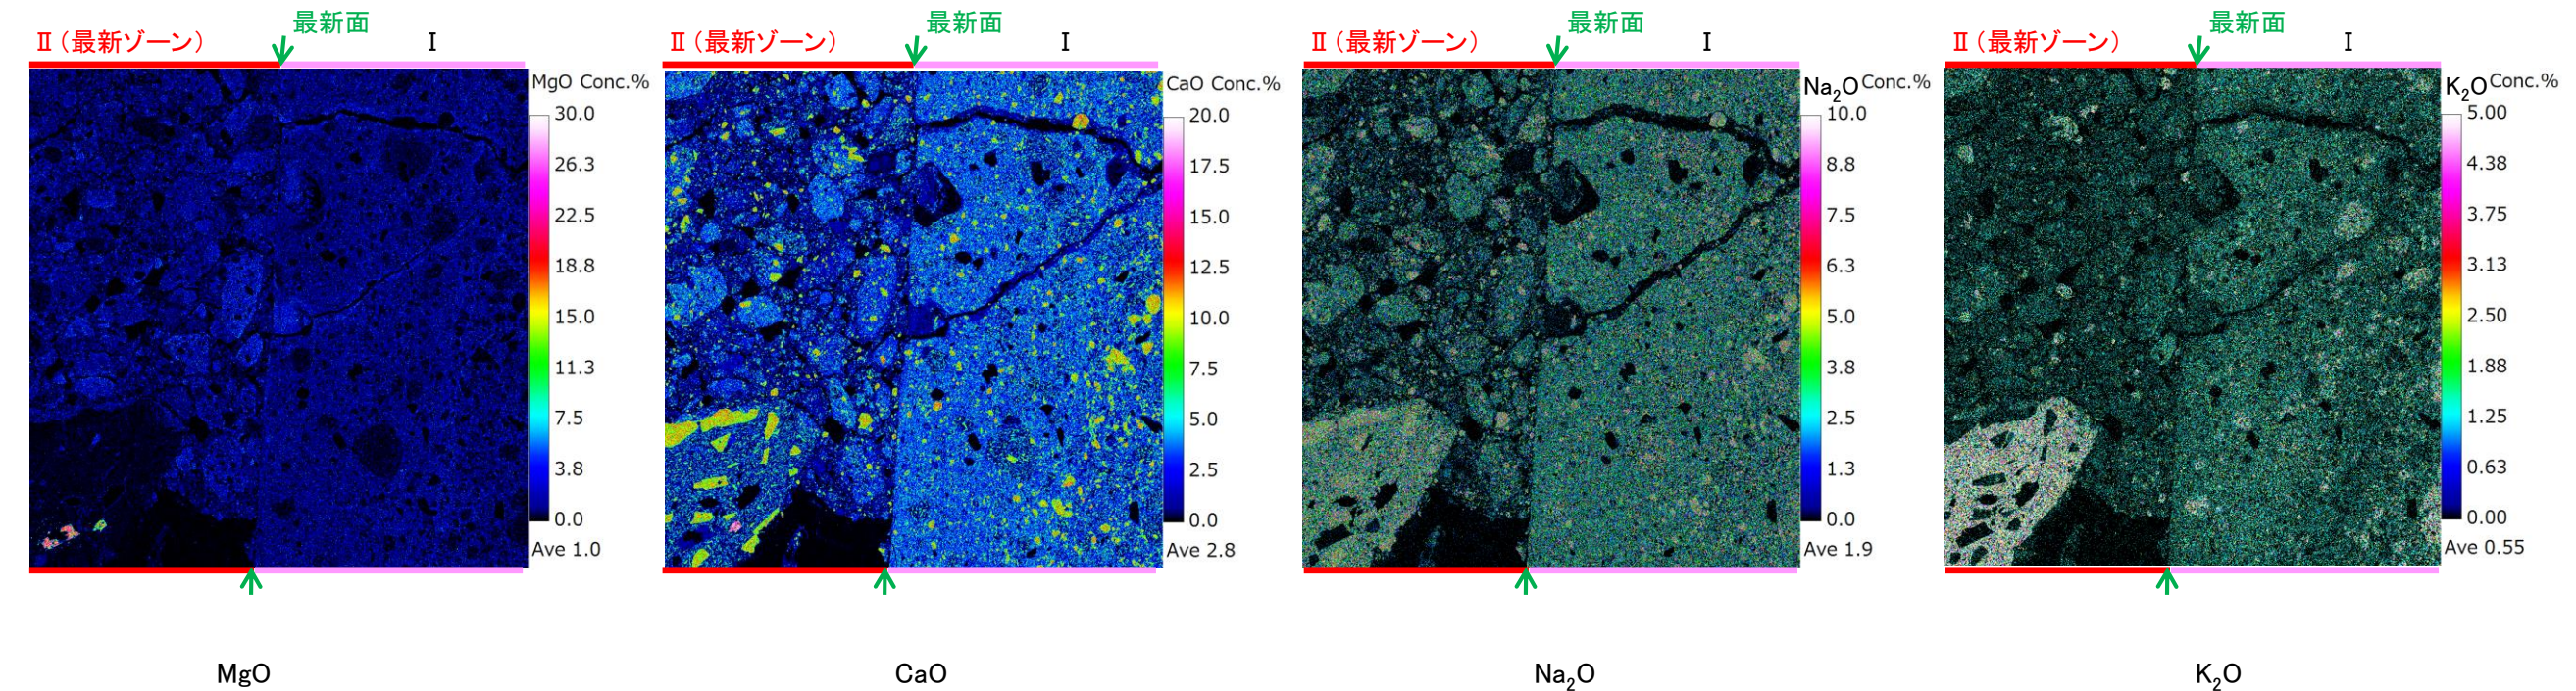 最新面
Ⅱ（最新ゾーン）
Ⅰ
MgO Conc.%
30.0
26.3
22.5
18.8
15.0
11.3
7.5
3.8
0.0
Ave 1.0
MgO
最新面
Ⅱ（最新ゾーン）
Ⅰ
CaO Conc.%
20.0
17.5
15.0
12.5
10.0
7.5
5.0
2.5
0.0
Ave 2.8
CaO
最新面
Ⅱ（最新ゾーン）
Ⅰ
Na₂O Conc.%
10.0
8.8
7.5
6.3
5.0
3.8
2.5
1.3
0.0
Ave 1.9
Na₂O
最新面
Ⅱ（最新ゾーン）
Ⅰ
K₂O Conc.%
5.00
4.38
3.75
3.13
2.50
1.88
1.25
0.63
0.00
Ave 0.55
K₂O